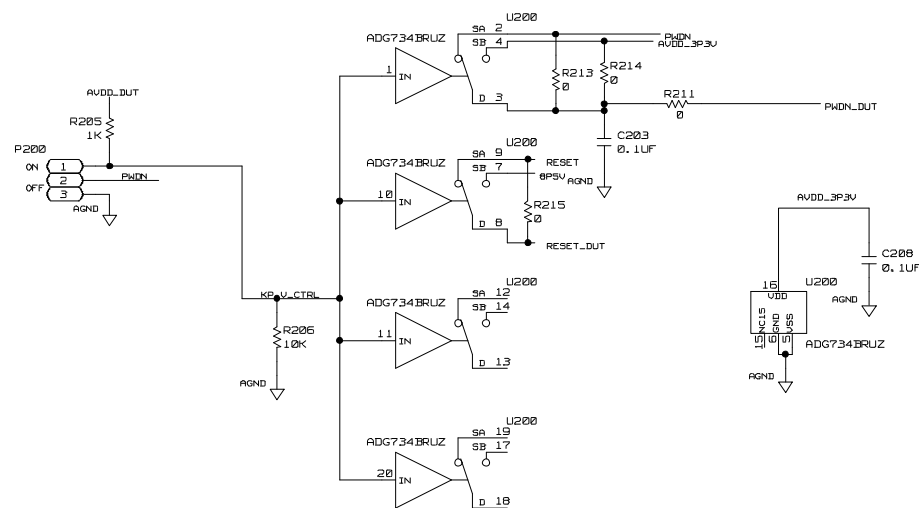 U200
ADG734BRUZ
SA 2
SB 4
PWDN
AVDD_3P3V
1 IN
R213
0
R214
0
D 3
R211
0
PWDN_DUT
C203
0.1UF
AGND
AVDD_DUT
R205
1K
P200
ON 1
2 PWDN
OFF 3
AGND
U200
ADG734BRUZ
SA 9
RESET
SB 7
8P5V
10 IN
R215
0
D 8
RESET_DUT
AVDD_3P3V
C208
0.1UF
AGND
16 U200
VDD
NC15 GND VSS
15 6 5
ADG734BRUZ
AGND
KP_V_CTRL
R206
10K
AGND
U200
ADG734BRUZ
SA 12
SB 14
11 IN
D 13
U200
ADG734BRUZ
SA 19
SB 17
20 IN
D 18